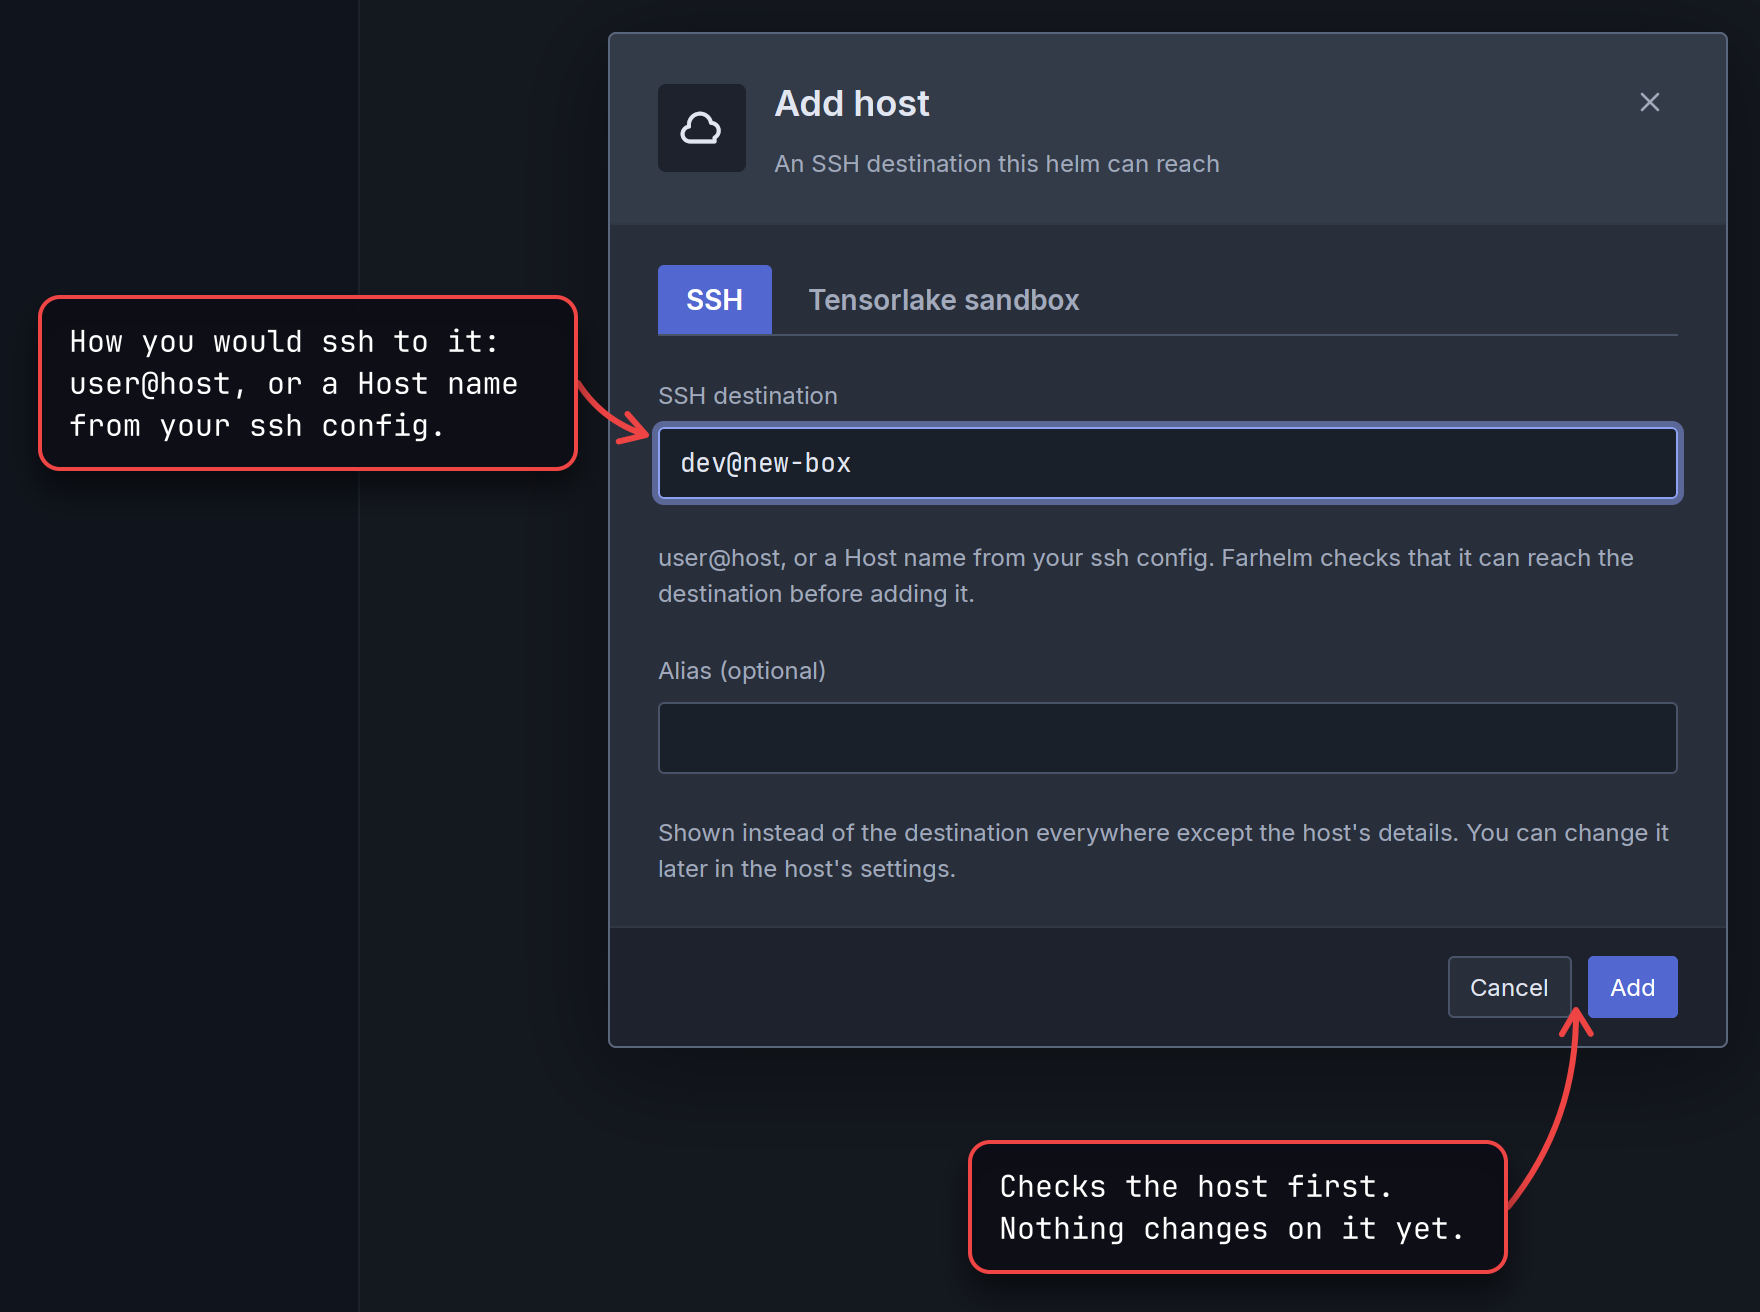 Add host
An SSH destination this helm can reach
SSH
Tensorlake sandbox
How you would ssh to it:
user@host, or a Host name
from your ssh config.
SSH destination
dev@new-box
user@host, or a Host name from your ssh config. Farhelm checks that it can reach the
destination before adding it.
Alias (optional)
Shown instead of the destination everywhere except the host's details. You can change it
later in the host's settings.
Cancel
Add
Checks the host first.
Nothing changes on it yet.